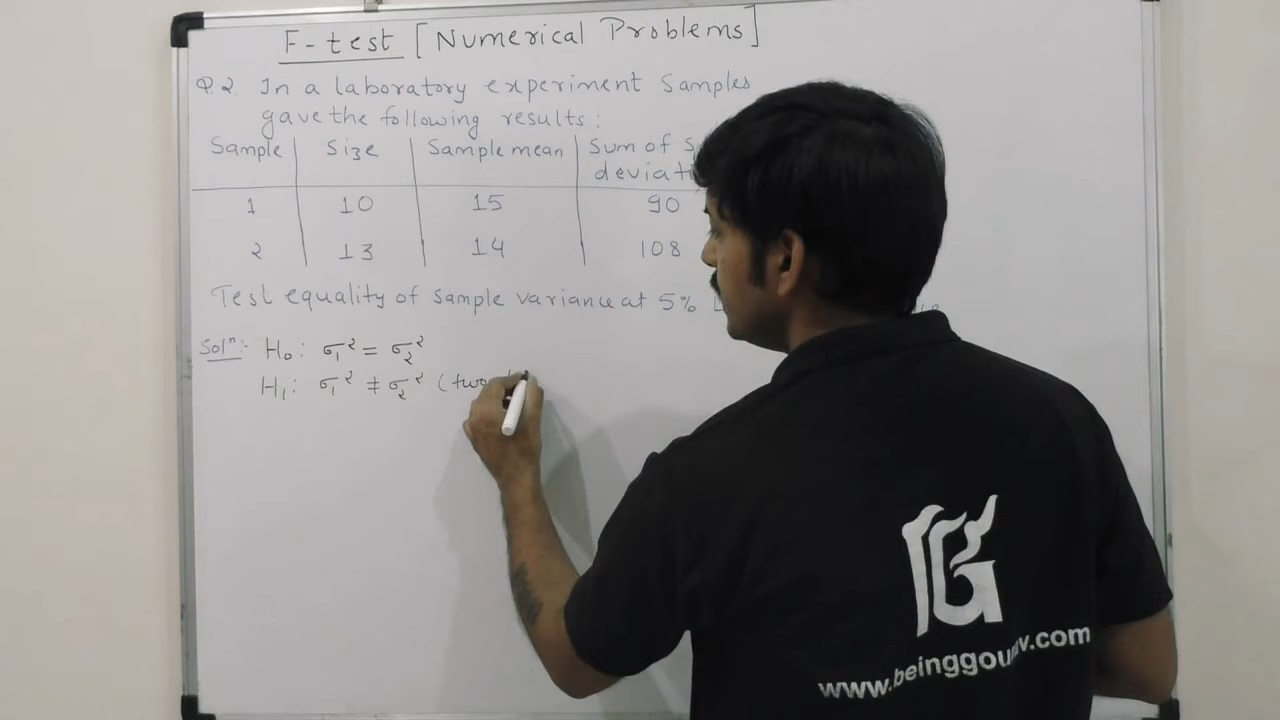 F-test [Numerical Problems]
Q.2. In a laboratory experiment samples
gave the following results:
Sample Size Sample mean Sum of
1 10 15 90
2 13 14 108
Test equality of sample variance at 5%
Solⁿ:- H₀: σ₁² = σ₂²
H₁: σ₁² ≠ σ₂² (two
www.beinggou v.com